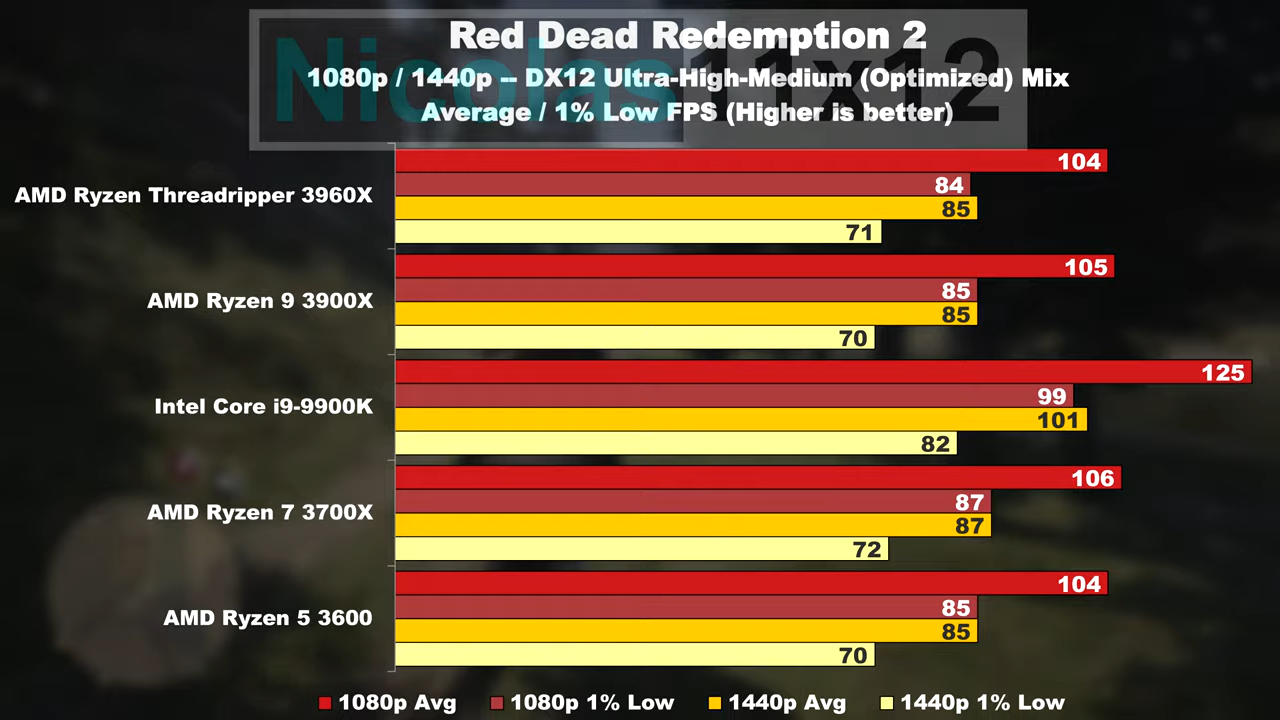 Red Dead Redemption 2
Nicolas11x12
1080p / 1440p -- DX12 Ultra-High-Medium (Optimized) Mix
Average / 1% Low FPS (Higher is better)
AMD Ryzen Threadripper 3960X
104
84
85
71
AMD Ryzen 9 3900X
105
85
85
70
Intel Core i9-9900K
125
99
101
82
AMD Ryzen 7 3700X
106
87
87
72
AMD Ryzen 5 3600
104
85
85
70
1080p Avg 1080p 1% Low 1440p Avg 1440p 1% Low